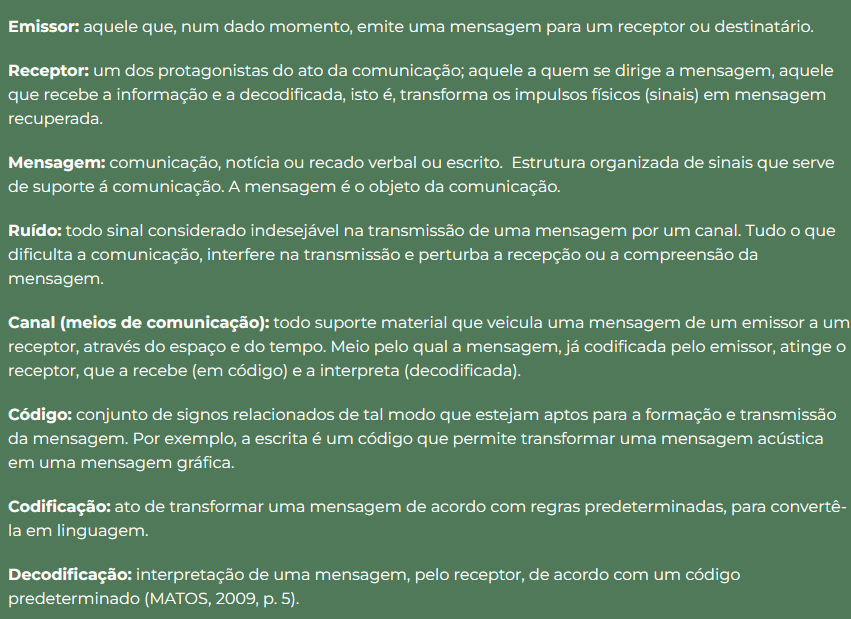 Emissor: aquele que, num dado momento, emite uma mensagem para um receptor ou destinatário.
Receptor: um dos protagonistas do ato da comunicação; aquele a quem se dirige a mensagem, aquele
que recebe a informação e a decodificada, isto é, transforma os impulsos físicos (sinais) em mensagem
recuperada.
Mensagem: comunicação, notícia ou recado verbal ou escrito.  Estrutura organizada de sinais que serve
de suporte á comunicação. A mensagem é o objeto da comunicação.
Ruído: todo sinal considerado indesejável na transmissão de uma mensagem por um canal. Tudo o que
dificulta a comunicação, interfere na transmissão e perturba a recepção ou a compreensão da
mensagem.
Canal (meios de comunicação): todo suporte material que veicula uma mensagem de um emissor a um
receptor, através do espaço e do tempo. Meio pelo qual a mensagem, já codificada pelo emissor, atinge o
receptor, que a recebe (em código) e a interpreta (decodificada).
Código: conjunto de signos relacionados de tal modo que estejam aptos para a formação e transmissão
da mensagem. Por exemplo, a escrita é um código que permite transformar uma mensagem acústica
em uma mensagem gráfica.
Codificação: ato de transformar uma mensagem de acordo com regras predeterminadas, para convertê-
la em linguagem.
Decodificação: interpretação de uma mensagem, pelo receptor, de acordo com um código
predeterminado (MATOS, 2009, p. 5).